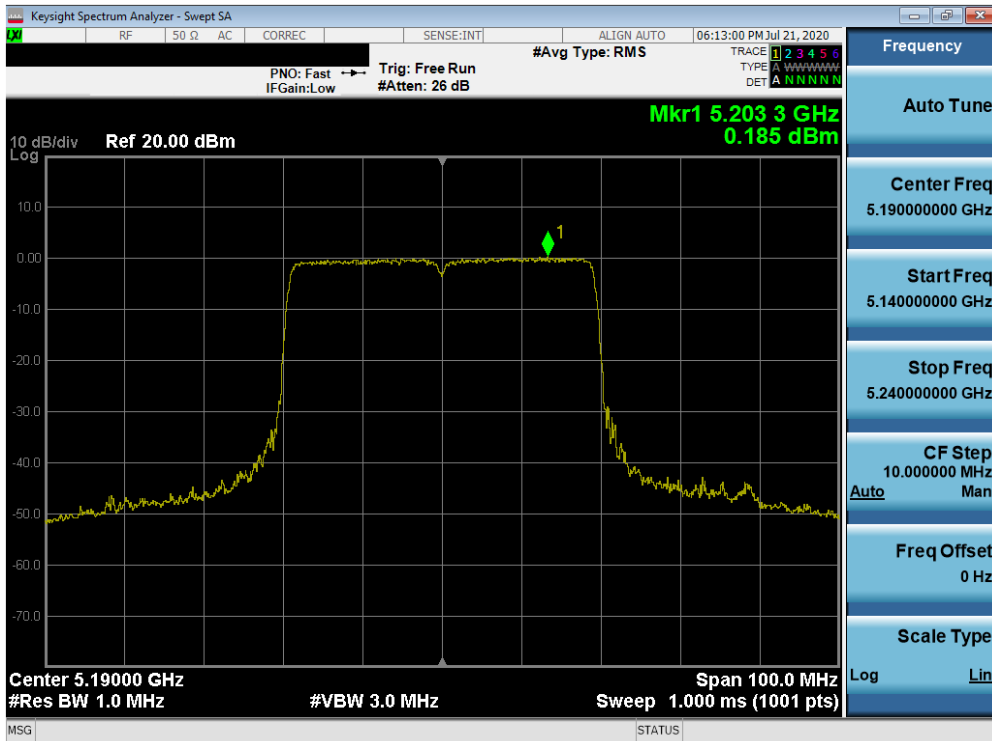 Keysight Spectrum Analyzer - Swept SA
LXI RF 50 Ω AC CORREC SENSE:INT ALIGN AUTO 06:13:00 PM Jul 21, 2020
#Avg Type: RMS TRACE 1 2 3 4 5 6
PNO: Fast Trig: Free Run TYPE A WWWWW
IFGain:Low #Atten: 26 dB DET A NNNNN
Mkr1 5.203 3 GHz
0.185 dBm
10 dB/div Ref 20.00 dBm
Log
1
10.0
0.00
-10.0
-20.0
-30.0
-40.0
-50.0
-60.0
-70.0
Center 5.19000 GHz Span 100.0 MHz
#Res BW 1.0 MHz #VBW 3.0 MHz Sweep 1.000 ms (1001 pts)
MSG STATUS
Frequency
Auto Tune
Center Freq
5.190000000 GHz
Start Freq
5.140000000 GHz
Stop Freq
5.240000000 GHz
CF Step
10.000000 MHz
Auto Man
Freq Offset
0 Hz
Scale Type
Log Lin